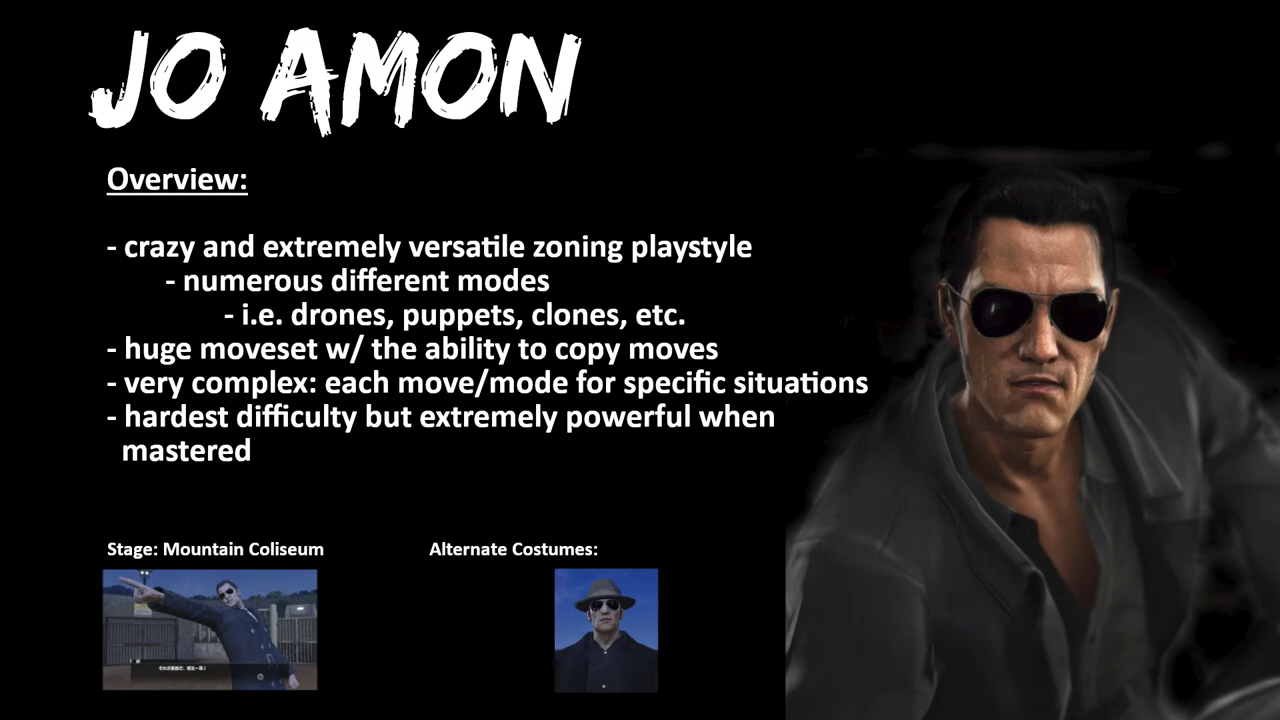 JO AMON
Overview:
- crazy and extremely versatile zoning playstyle
- numerous different modes
- i.e. drones, puppets, clones, etc.
- huge moveset w/ the ability to copy moves
- very complex: each move/mode for specific situations
- hardest difficulty but extremely powerful when
mastered
Stage: Mountain Coliseum
Alternate Costumes: